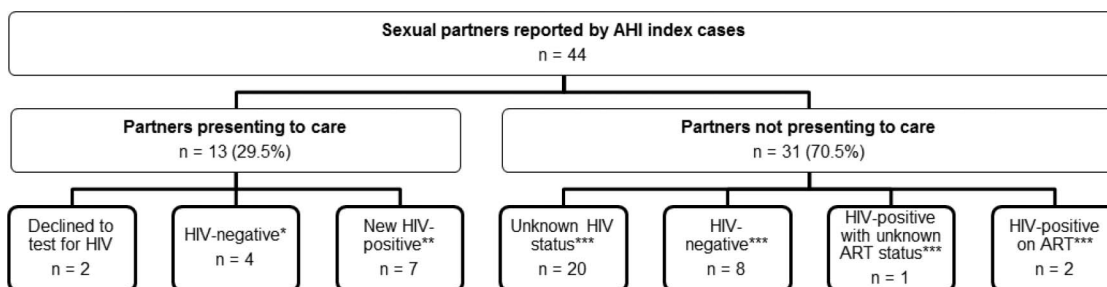 Sexual partners reported by AHI index cases
n = 44
Partners presenting to care
n = 13 (29.5%)
Partners not presenting to care
n = 31 (70.5%)
Declined to
test for HIV
n = 2
HIV-negative*
n = 4
New HIV-
positive**
n = 7
Unknown HIV
status***
n = 20
HIV-
negative***
n = 8
HIV-positive
with unknown
ART status***
n = 1
HIV-positive
on ART***
n = 2